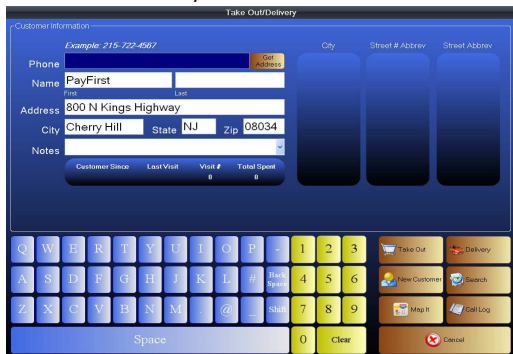 Take Out/Delivery
Customer Information
Example: 215-722-4567
City
Street # Abbrev
Street Abbrev
Phone
Get Address
Name
PayFirst
First
Last
Address
800 N Kings Highway
City
Cherry Hill
State
NJ
Zip
08034
Notes
Customer Since
Last Visit
Visit #
Total Spent
0
0
Q W E R T Y U I O P - 1 2 3
A S D F G H J K L # Back Space 4 5 6
Z X C V B N M . @ _ Shift 7 8 9
Space 0 Clear
Take Out
Delivery
New Customer
Search
Map It
Call Log
Cancel